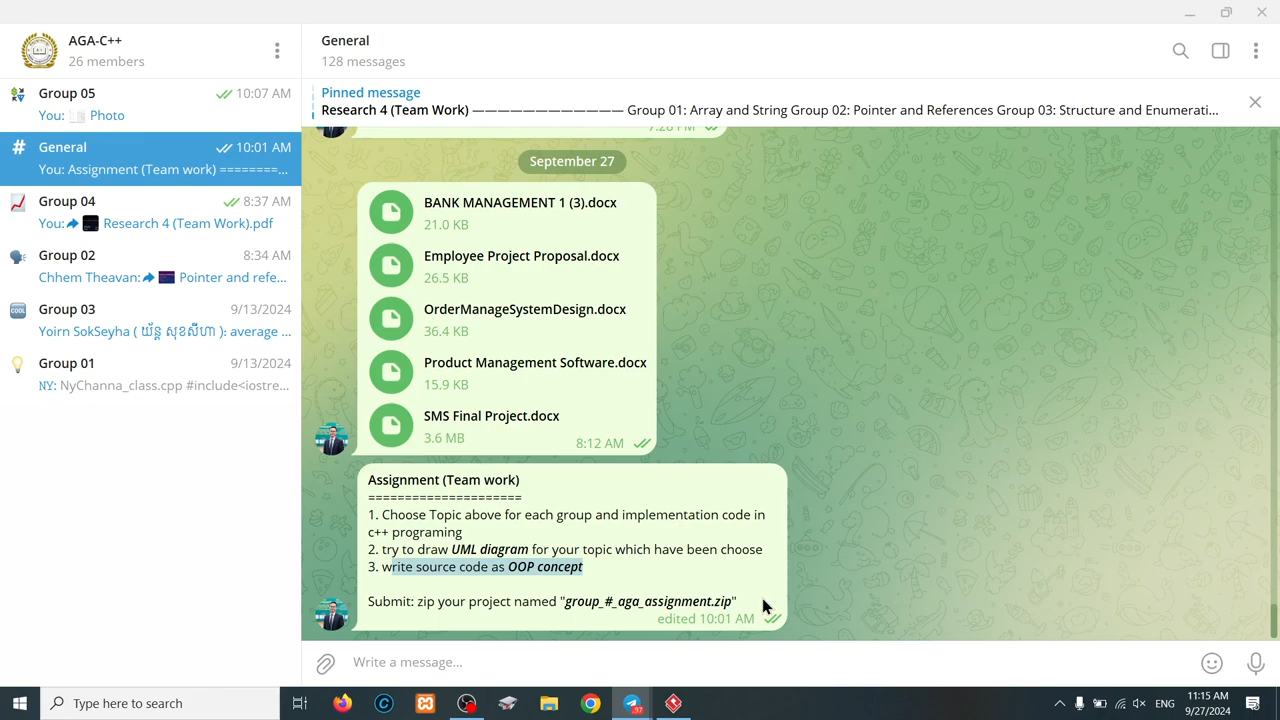 AGA-C++
26 members
Group 05
10:07 AM
You: Photo
General
10:01 AM
You: Assignment (Team work) ========...
Group 04
8:37 AM
You: Research 4 (Team Work).pdf
Group 02
8:34 AM
Chhem Theavan: Pointer and refe...
COOL
Group 03
9/13/2024
Yoirn SokSeyha ( យ័ន្ត សុខសីហា ): average ...
Group 01
9/13/2024
NY: NyChanna_class.cpp #include<iostre...
General
128 messages
Pinned message
Research 4 (Team Work) ———————————— Group 01: Array and String Group 02: Pointer and References Group 03: Structure and Enumerati...
7:28 PM
September 27
BANK MANAGEMENT 1 (3).docx
21.0 KB
Employee Project Proposal.docx
26.5 KB
OrderManageSystemDesign.docx
36.4 KB
Product Management Software.docx
15.9 KB
SMS Final Project.docx
3.6 MB
8:12 AM
Assignment (Team work)
=====================
1. Choose Topic above for each group and implementation code in
c++ programing
2. try to draw UML diagram for your topic which have been choose
3. write source code as OOP concept
Submit: zip your project named "group_#_aga_assignment.zip"
edited 10:01 AM
Write a message...
Type here to search
37
ENG
11:15 AM
9/27/2024